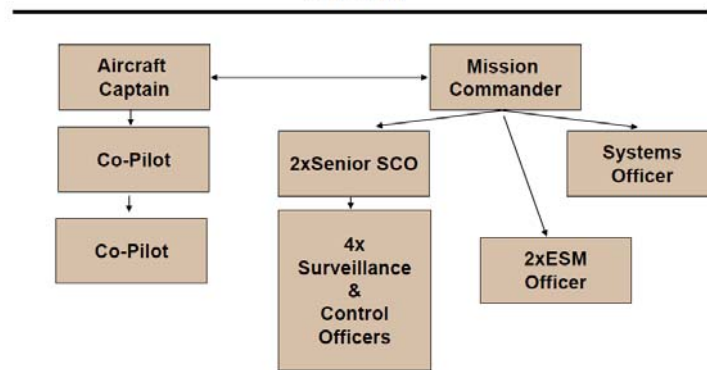 Aircraft
Captain
Mission
Commander
Co-Pilot
2xSenior SCO
Systems
Officer
Co-Pilot
4x
Surveillance
&
Control
Officers
2xESM
Officer